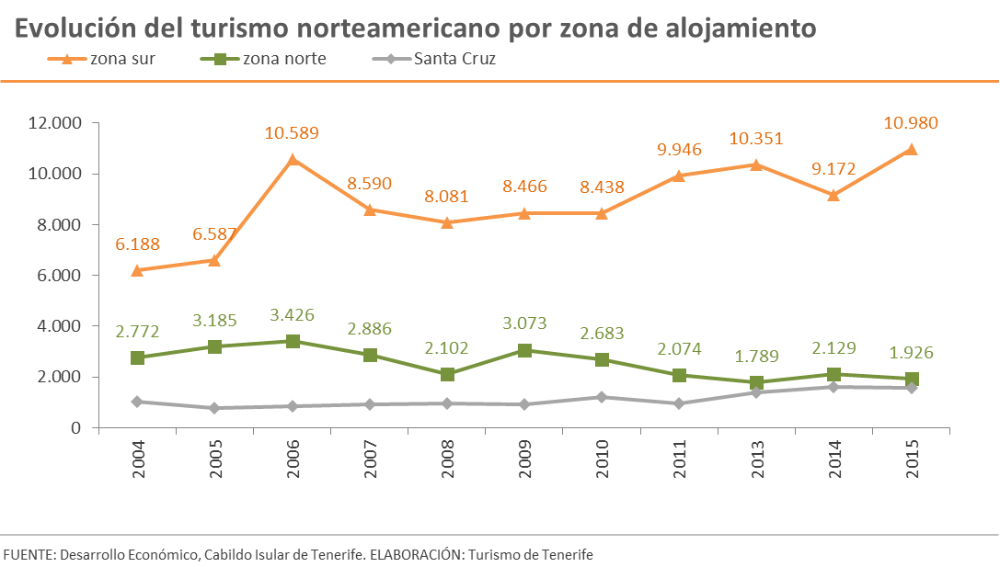 Evolución del turismo norteamericano por zona de alojamiento
zona sur zona norte Santa Cruz
12.000
10.000
8.000
6.000
4.000
2.000
0
6.188 6.587 10.589 8.590 8.081 8.466 8.438 9.946 10.351 9.172 10.980
2.772 3.185 3.426 2.886 2.102 3.073 2.683 2.074 1.789 2.129 1.926
2004 2005 2006 2007 2008 2009 2010 2011 2013 2014 2015
FUENTE: Desarrollo Económico, Cabildo Isular de Tenerife. ELABORACIÓN: Turismo de Tenerife